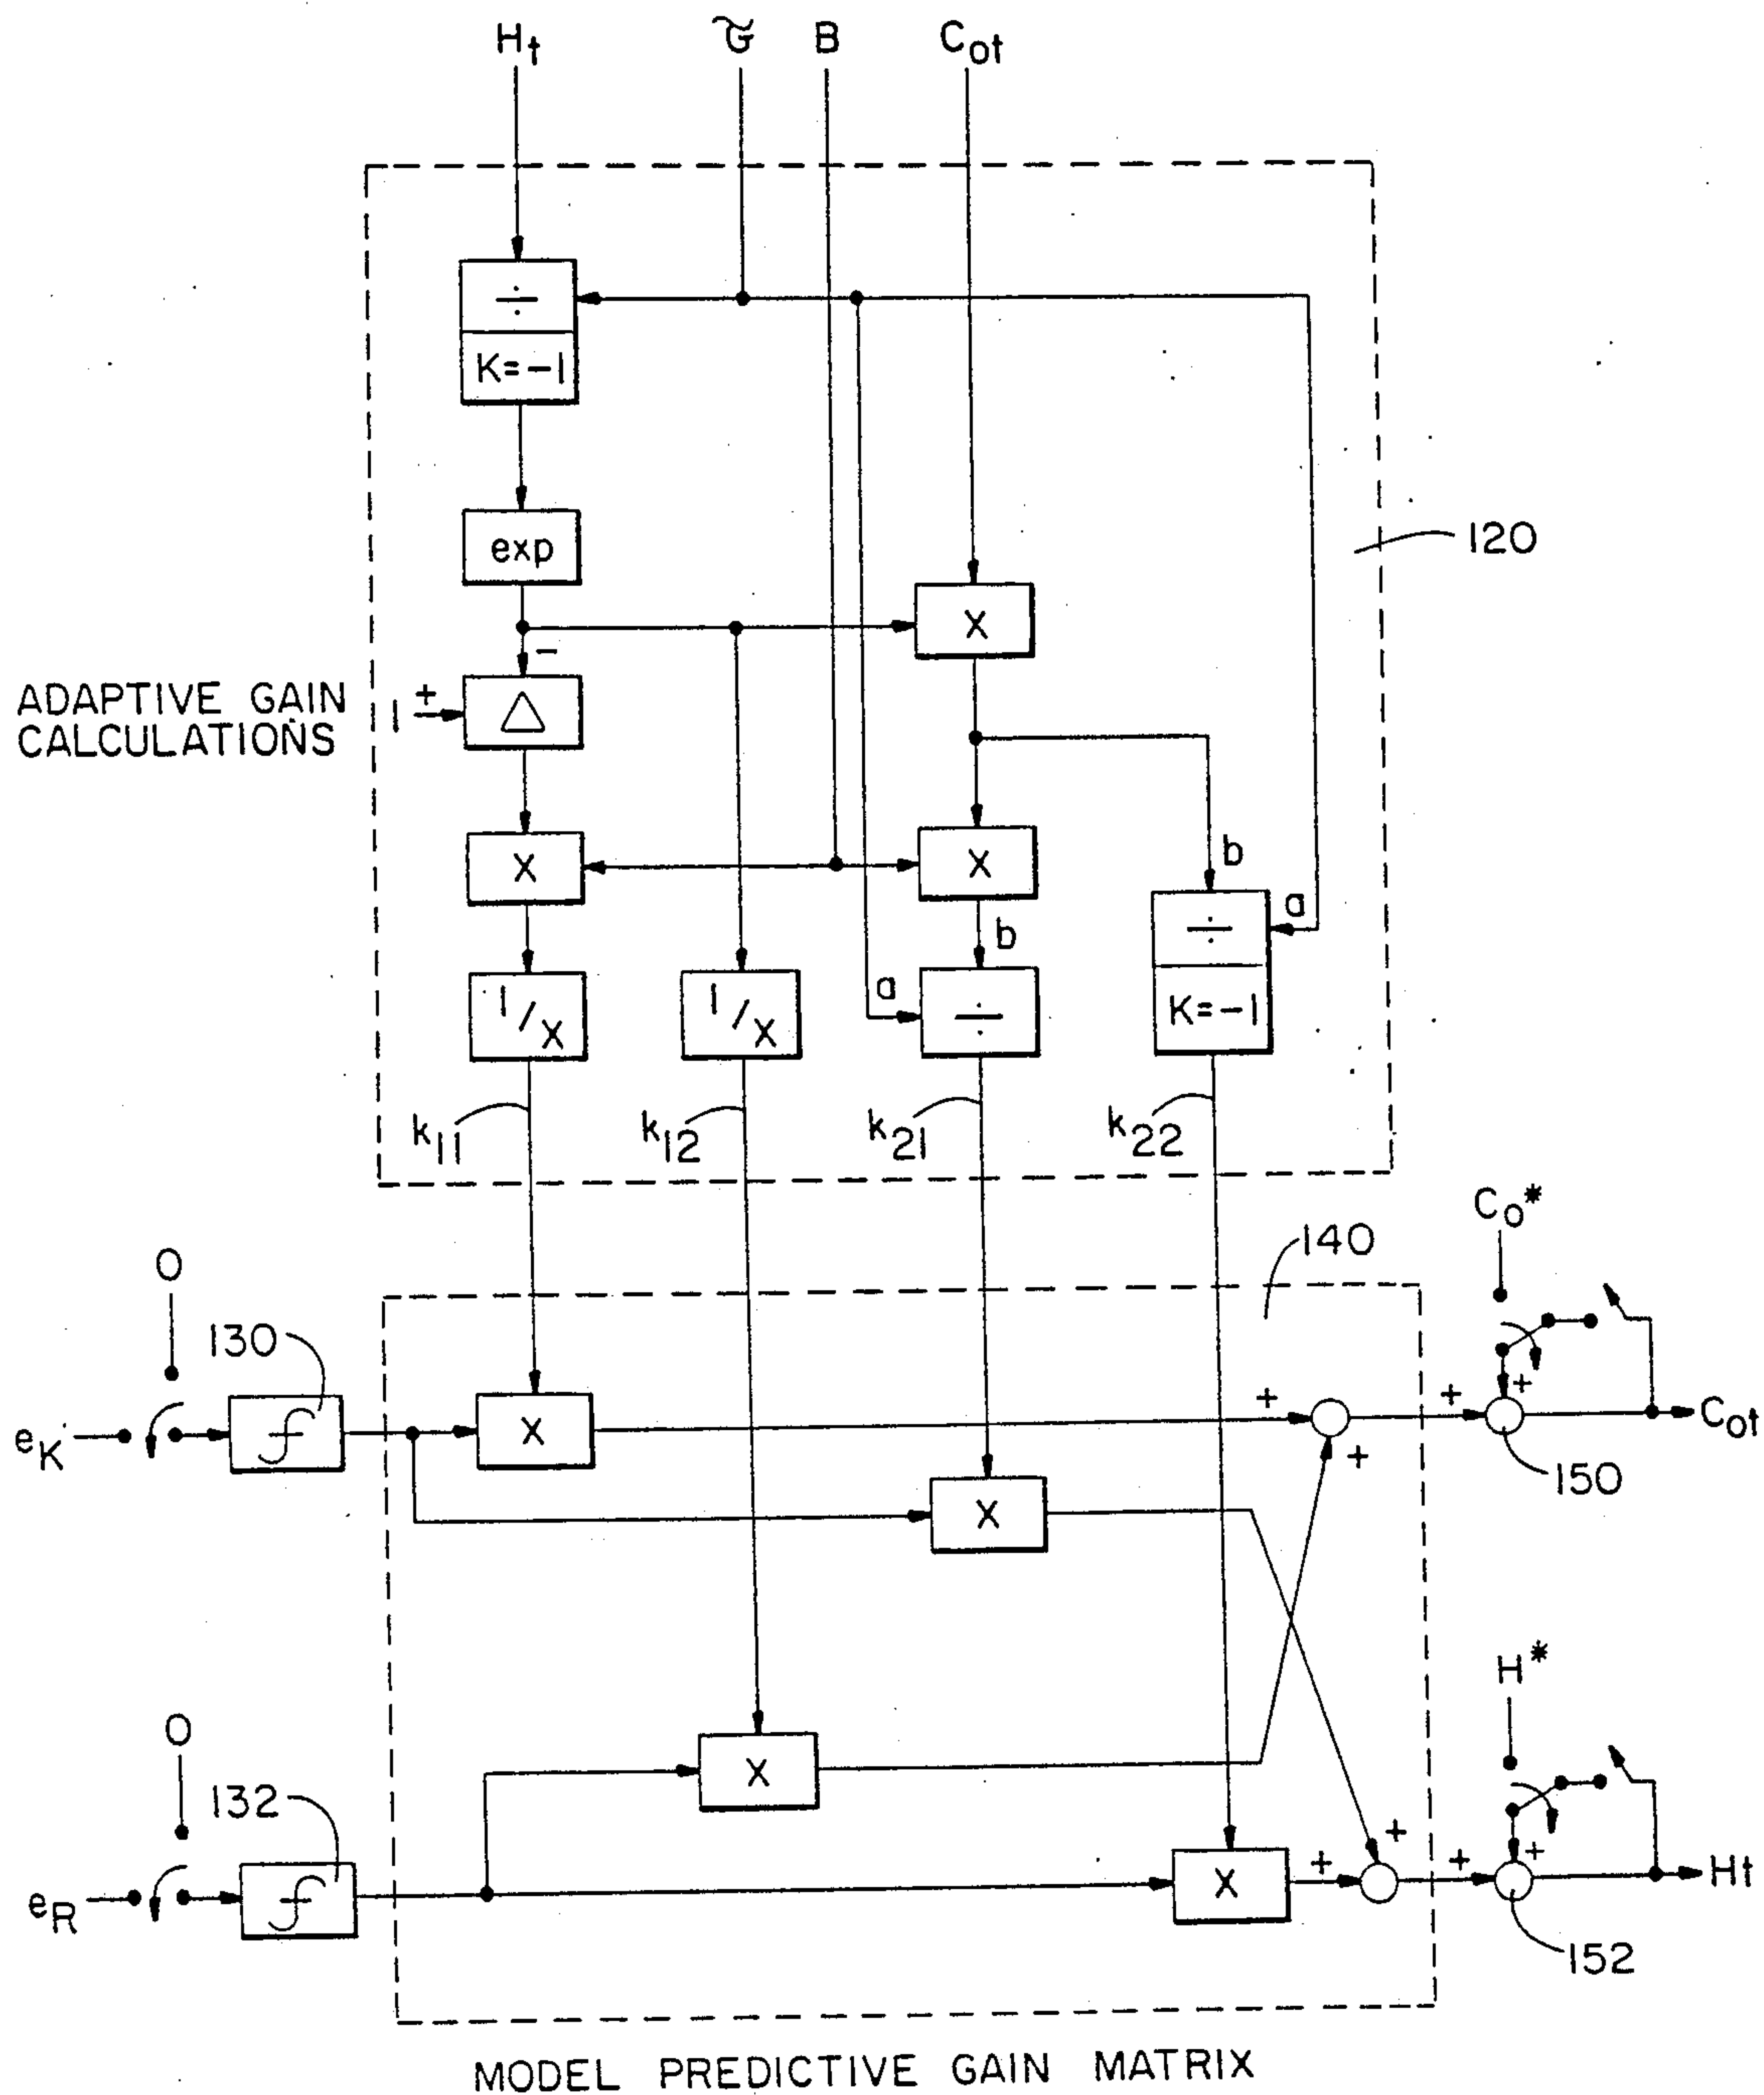 Ht G̃ B Cot
÷
K=-1
exp
120
X
-
ADAPTIVE GAIN
CALCULATIONS
1 +
△
b
X X
a
÷
b
K=-1
1/X 1/X
a
÷
k11 k12 k21 k22
Co*
140
O
130
+ + +
eK ∫ X Cot
+
150
X
H*
O
132
X
+
+ + +
eR ∫ X Ht
152
MODEL PREDICTIVE GAIN MATRIX